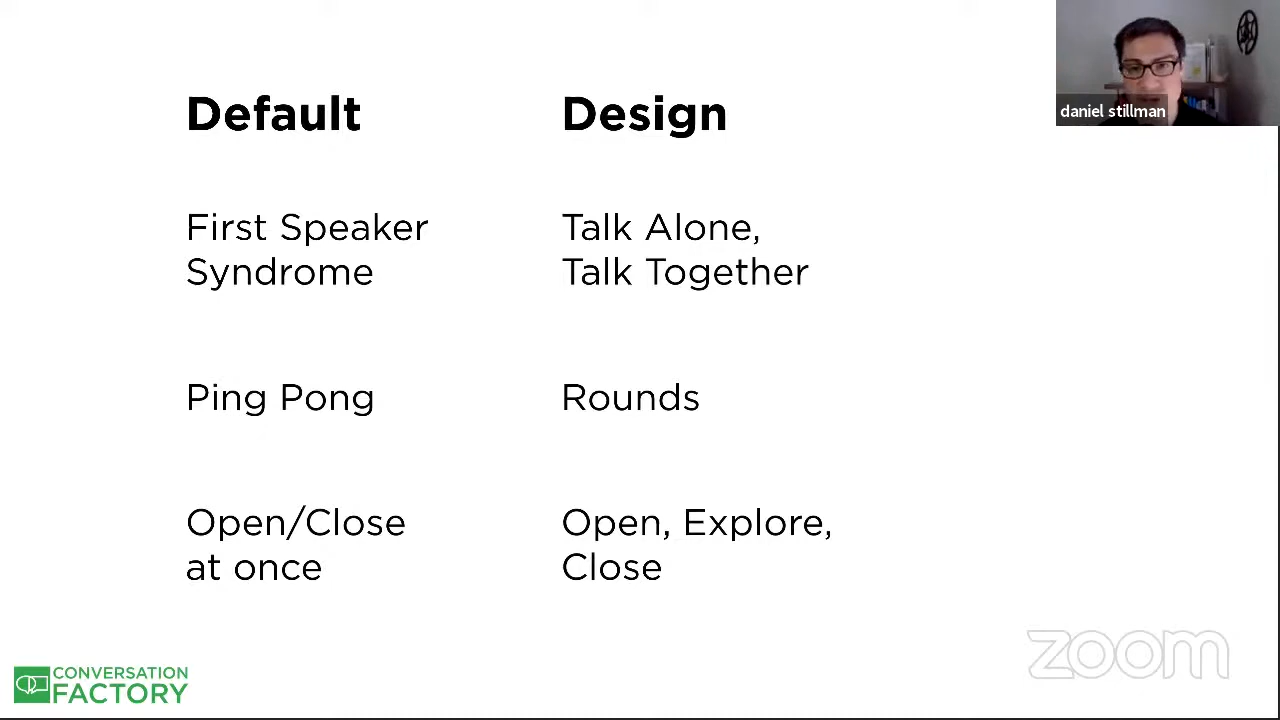 daniel stillman
Default
Design
First Speaker
Syndrome
Talk Alone,
Talk Together
Ping Pong
Rounds
Open/Close
at once
Open, Explore,
Close
CONVERSATION
FACTORY
zoom